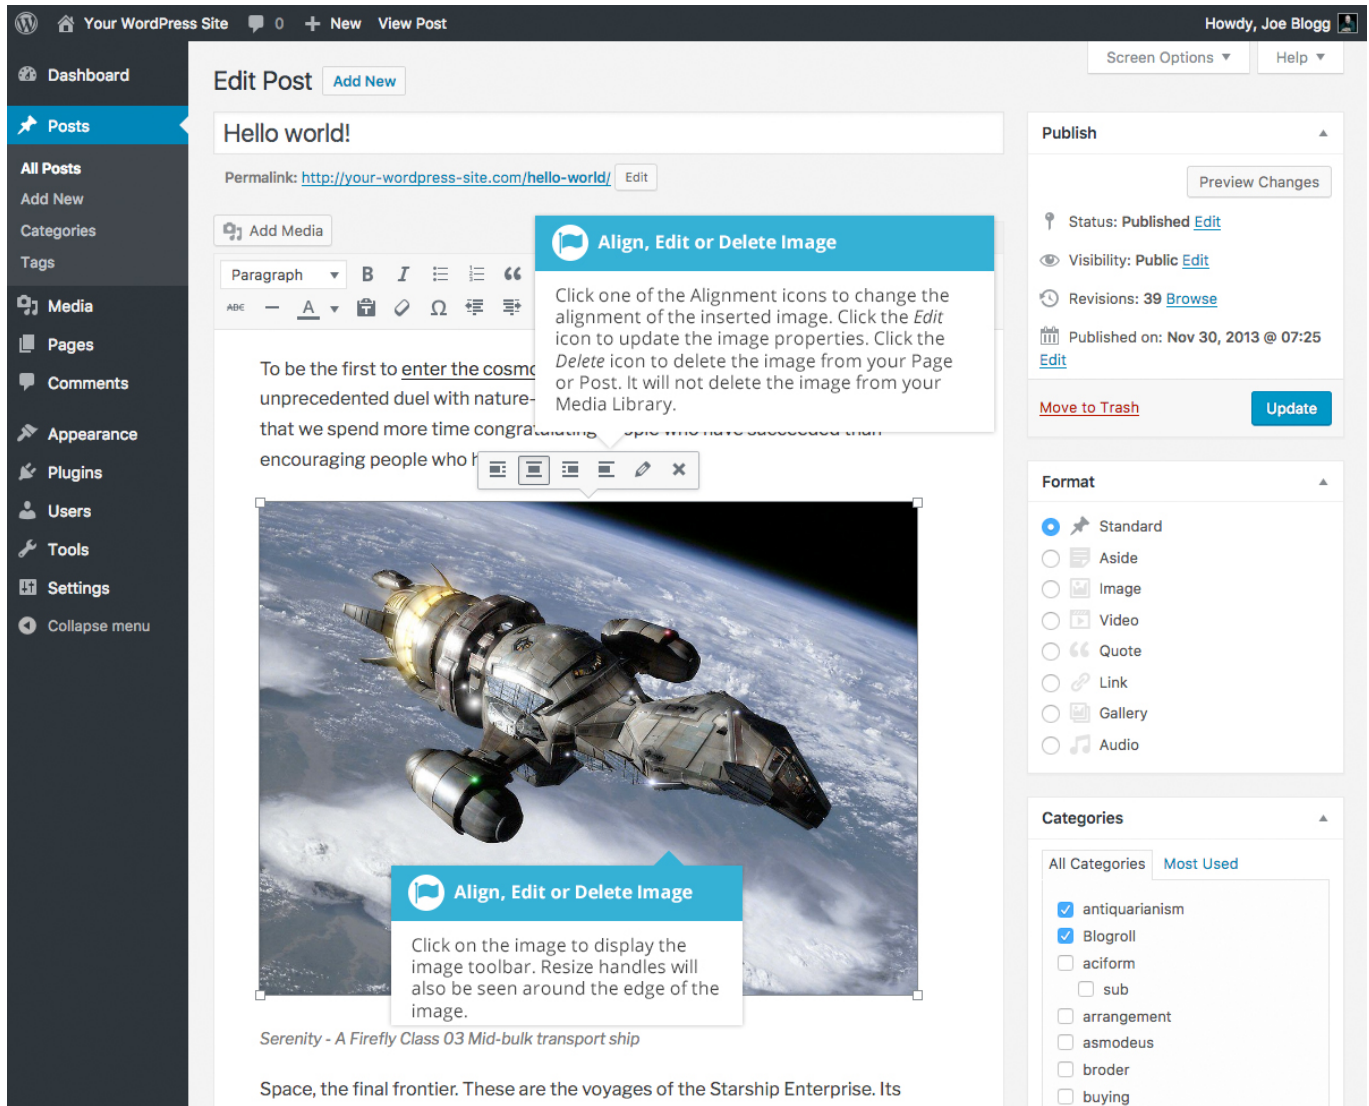 Your WordPress Site 0 New View Post Howdy, Joe Blogg
Screen Options Help
Dashboard
Posts
All Posts
Add New
Categories
Tags
Media
Pages
Comments
Appearance
Plugins
Users
Tools
Settings
Collapse menu
Edit Post Add New
Hello world!
Permalink: http://your-wordpress-site.com/hello-world/ Edit
Add Media
Paragraph B I
ABC A Ω
Align, Edit or Delete Image
Click one of the Alignment icons to change the
alignment of the inserted image. Click the Edit
icon to update the image properties. Click the
Delete icon to delete the image from your Page
or Post. It will not delete the image from your
Media Library.
To be the first to enter the cosmo
unprecedented duel with nature-
that we spend more time congratulating people who have succeeded than
encouraging people who h
Align, Edit or Delete Image
Click on the image to display the
image toolbar. Resize handles will
also be seen around the edge of the
image.
Serenity - A Firefly Class 03 Mid-bulk transport ship
Space, the final frontier. These are the voyages of the Starship Enterprise. Its
Publish
Preview Changes
Status: Published Edit
Visibility: Public Edit
Revisions: 39 Browse
Published on: Nov 30, 2013 @ 07:25
Edit
Move to Trash Update
Format
Standard
Aside
Image
Video
Quote
Link
Gallery
Audio
Categories
All Categories Most Used
antiquarianism
Blogroll
aciform
sub
arrangement
asmodeus
broder
buying